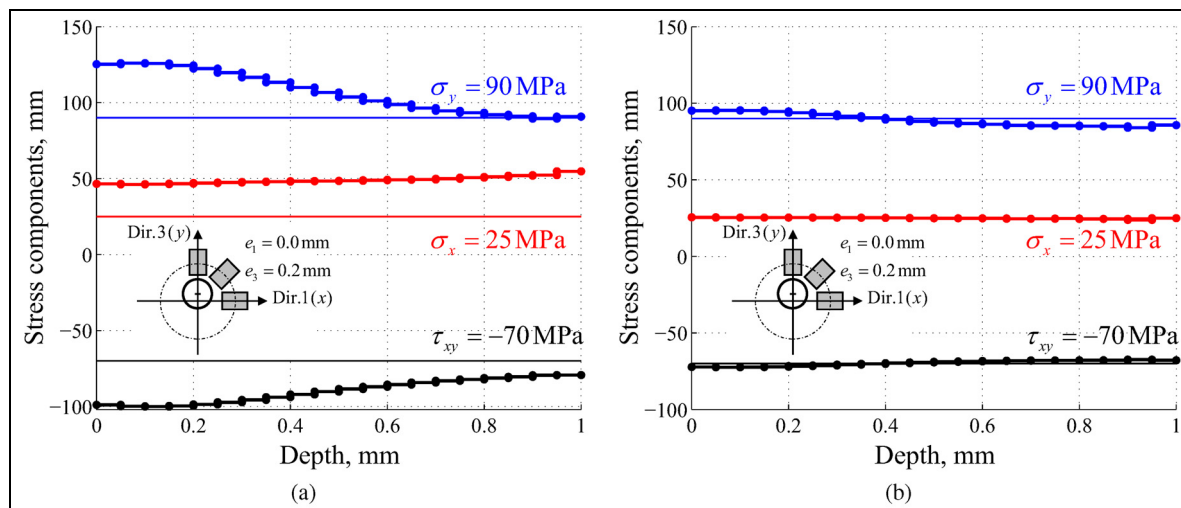 150
100
50
0
−50
−100
Stress components, mm
σy = 90 MPa
σx = 25 MPa
τxy = −70 MPa
Dir.3(y)
e1 = 0.0 mm
e3 = 0.2 mm
Dir.1(x)
0 0.2 0.4 0.6 0.8 1
Depth, mm
(a)
150
100
50
0
−50
−100
Stress components, mm
σy = 90 MPa
σx = 25 MPa
τxy = −70 MPa
Dir.3(y)
e1 = 0.0 mm
e3 = 0.2 mm
Dir.1(x)
0 0.2 0.4 0.6 0.8 1
Depth, mm
(b)